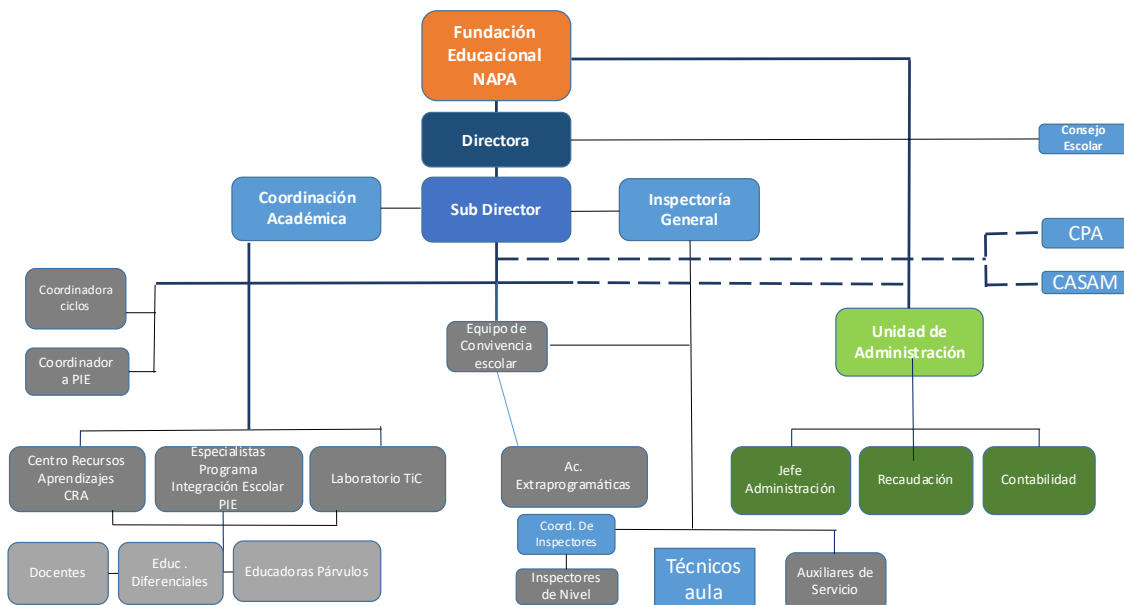 Fundación
Educacional
NAPA
Directora
Consejo
Escolar
Coordinación
Académica
Sub Director
Inspectoría
General
CPA
CASAM
Coordinadora
ciclos
Coordinador
a PIE
Equipo de
Convivencia
escolar
Unidad de
Administración
Centro Recursos
Aprendizajes
CRA
Especialistas
Programa
Integración Escolar
PIE
Laboratorio TiC
Ac.
Extraprogramáticas
Jefe
Administración
Recaudación
Contabilidad
Coord. De
Inspectores
Docentes
Educ .
Diferenciales
Educadoras Párvulos
Inspectores
de Nivel
Técnicos
aula
Auxiliares de
Servicio